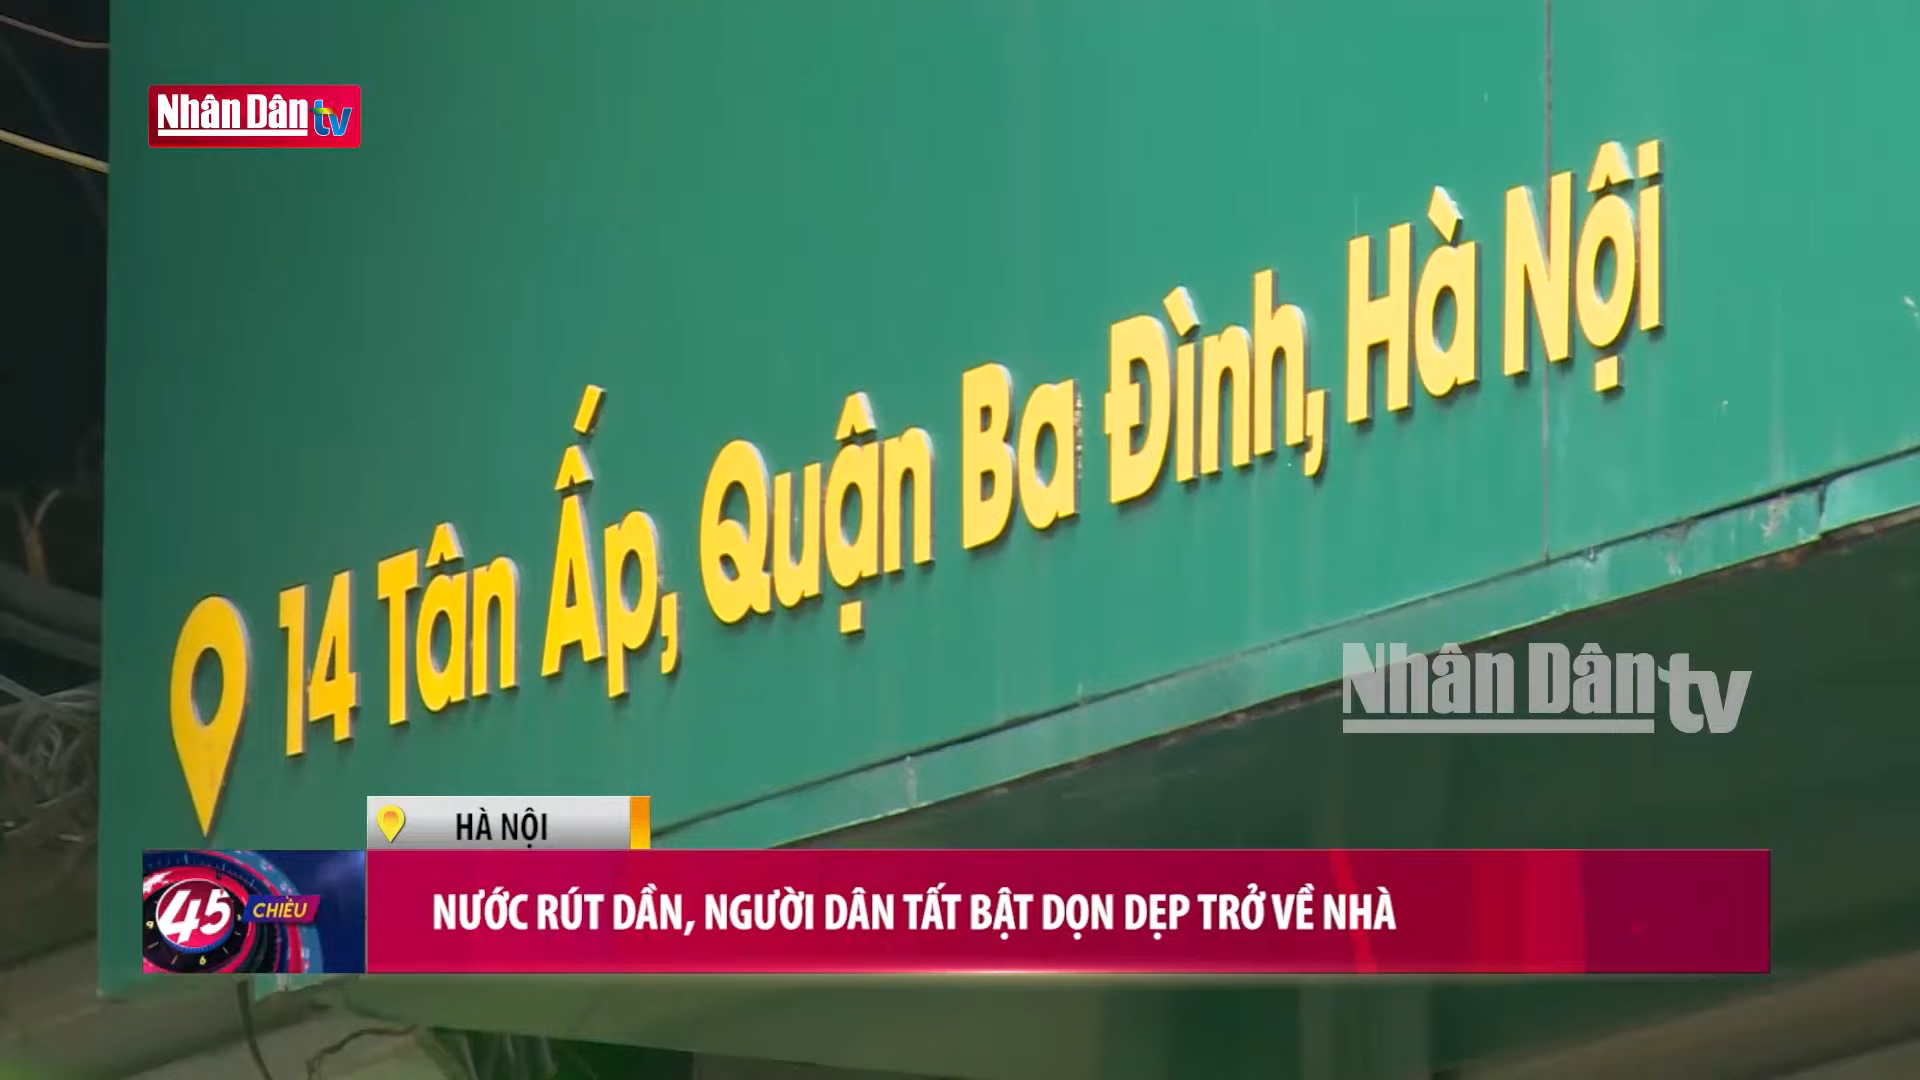 Nhân Dân tv
14 Tân Ấp, Quận Ba Đình, Hà Nội
Nhân Dân tv
HÀ NỘI
45 CHIỀU
NƯỚC RÚT DẦN, NGƯỜI DÂN TẤT BẬT DỌN DẸP TRỞ VỀ NHÀ